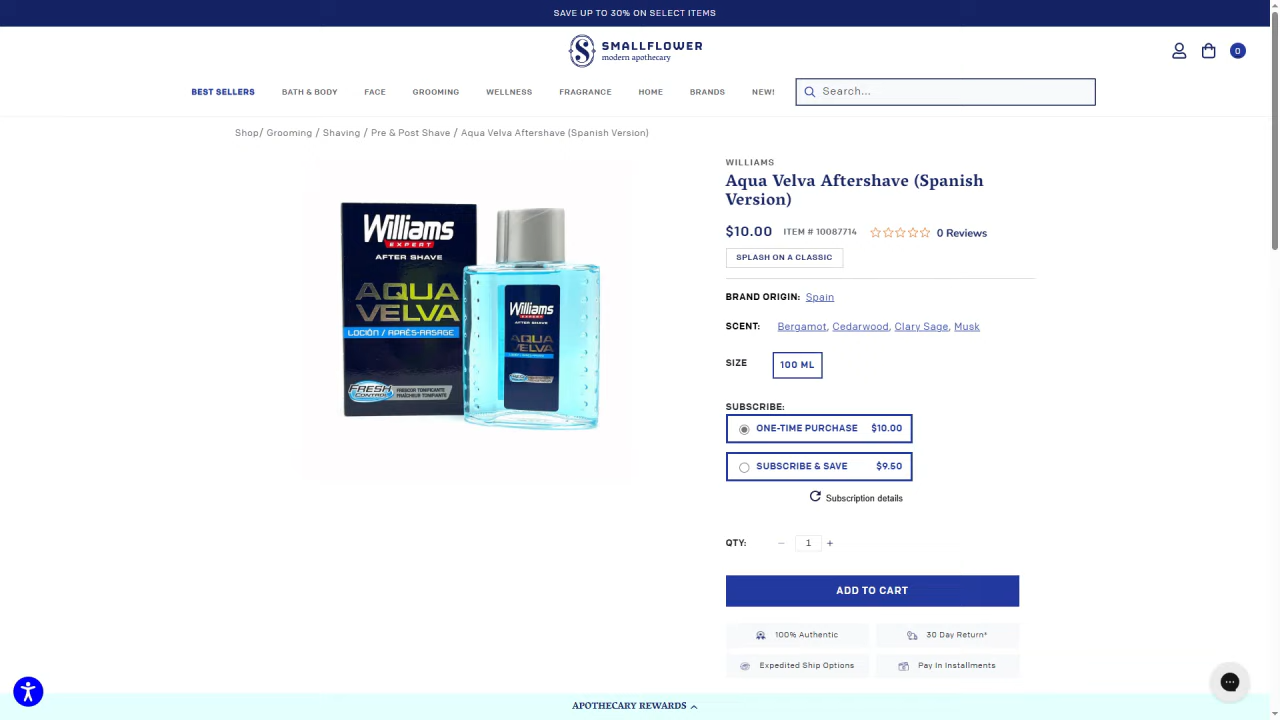 SAVE UP TO 30% ON SELECT ITEMS
SMALLFLOWER
modern apothecary
0
BEST SELLERS BATH & BODY FACE GROOMING WELLNESS FRAGRANCE HOME BRANDS NEW! Search...
Shop/ Grooming / Shaving / Pre & Post Shave / Aqua Velva Aftershave (Spanish Version)
WILLIAMS
Aqua Velva Aftershave (Spanish
Version)
$10.00 ITEM # 10087714 0 Reviews
SPLASH ON A CLASSIC
BRAND ORIGIN: Spain
SCENT: Bergamot, Cedarwood, Clary Sage, Musk
SIZE 100 ML
SUBSCRIBE:
ONE-TIME PURCHASE $10.00
SUBSCRIBE & SAVE $9.50
Subscription details
QTY: − 1 +
ADD TO CART
100% Authentic 30 Day Return*
Expedited Ship Options Pay In Installments
Williams
EXPERT
AFTER SHAVE
AQUA
VELVA
LOCIÓN / APRÈS-RASAGE
FRESH
CONTROL
FRESCOR TONIFICANTE
FRAÎCHEUR TONIFIANTE
Williams
EXPERT
AFTER SHAVE
AQUA
VELVA
APOTHECARY REWARDS